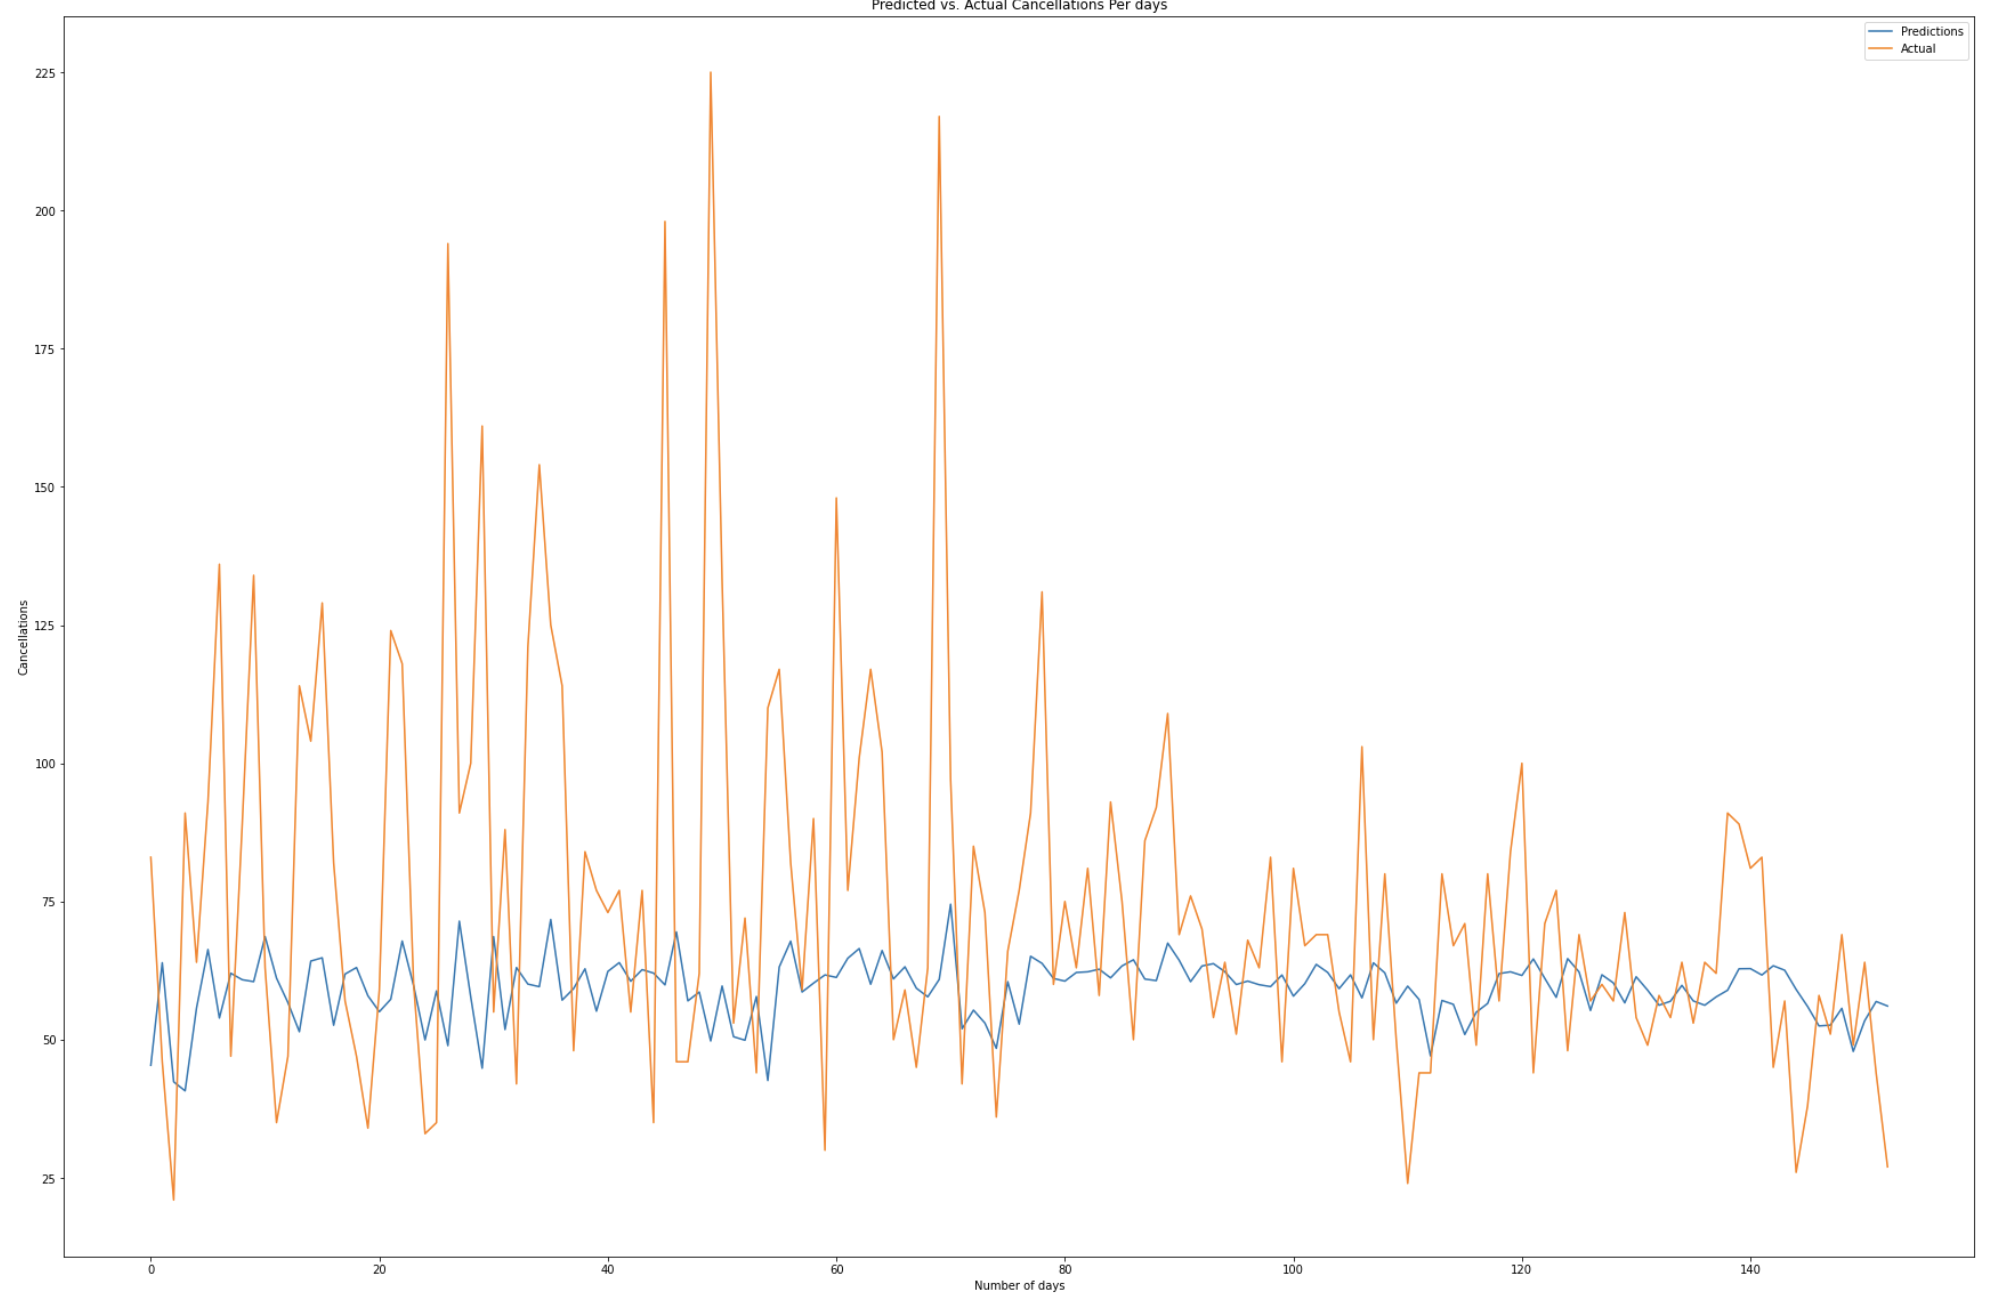 Predicted vs. Actual Cancellations Per days
Predictions
Actual
225
200
175
150
125
100
75
50
25
Cancellations
0 20 40 60 80 100 120 140
Number of days